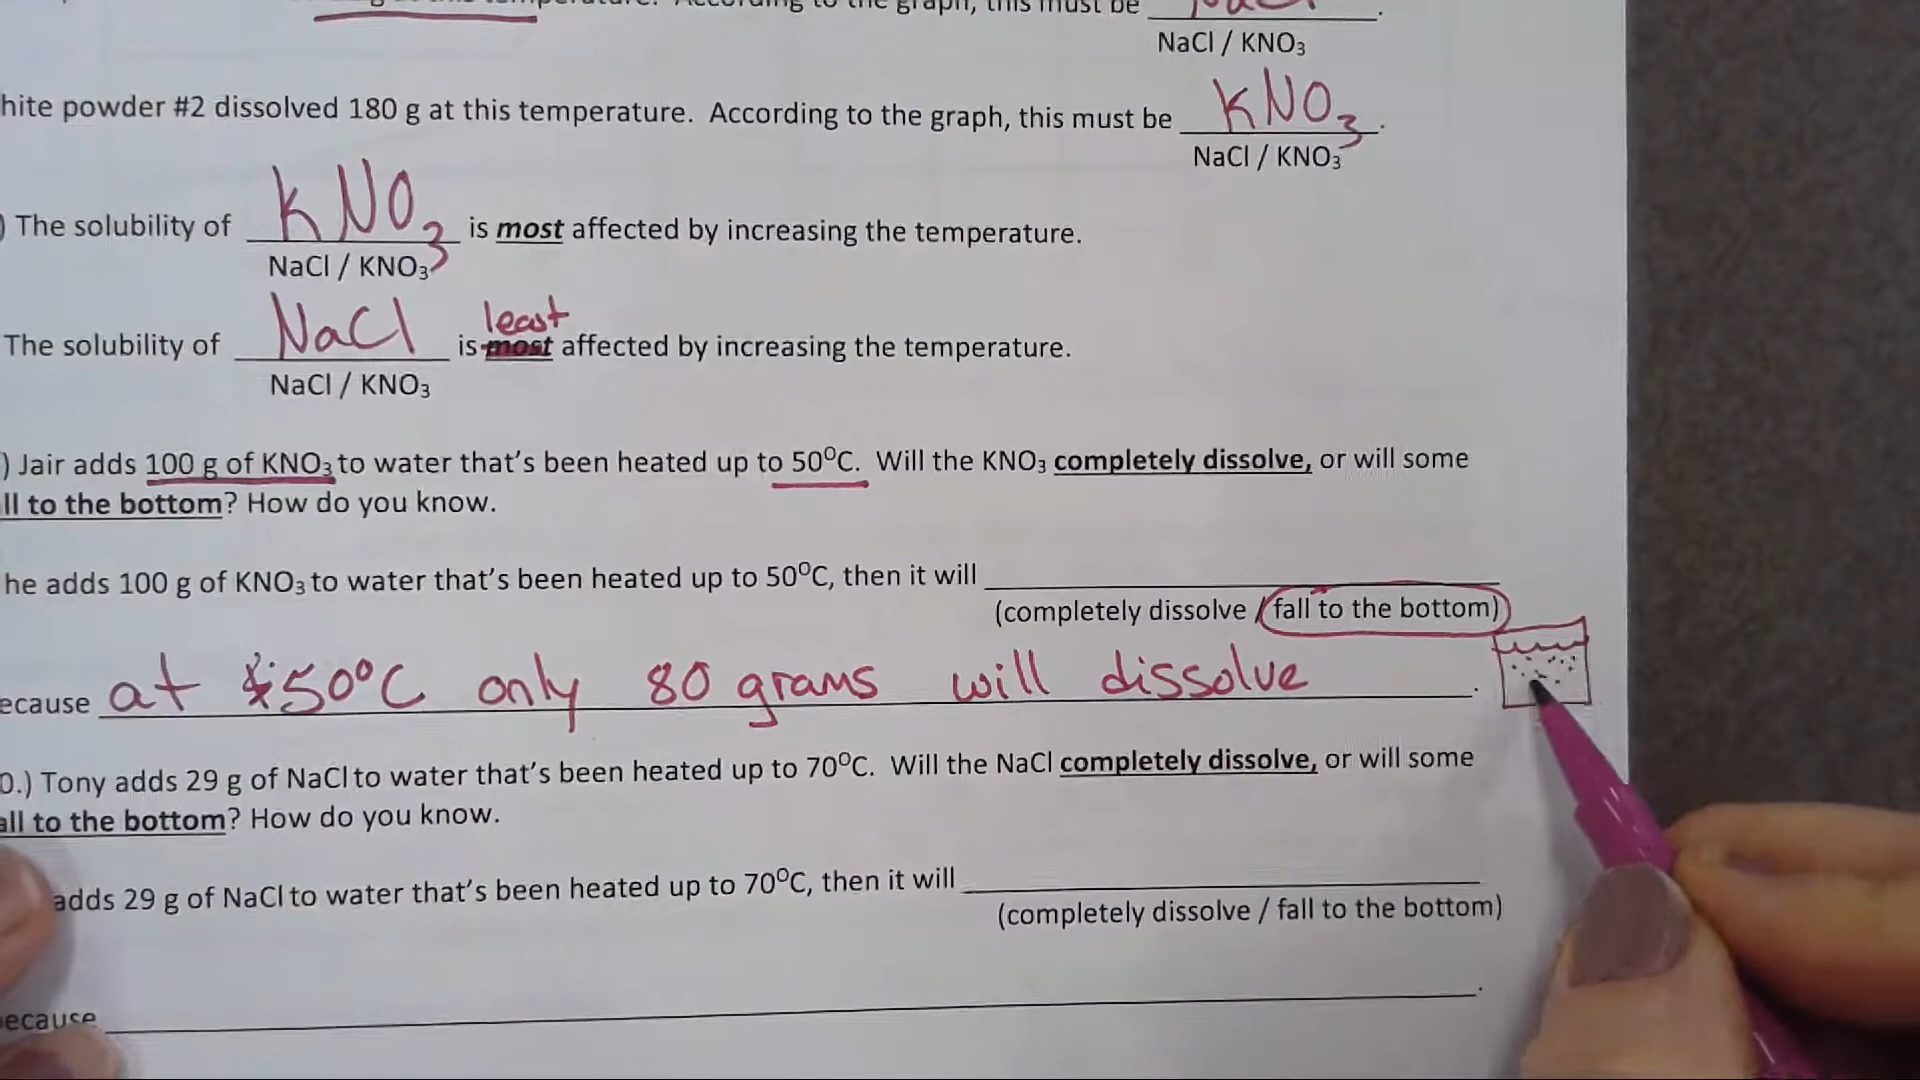 this must be
NaCl / KNO₃
hite powder #2 dissolved 180 g at this temperature. According to the graph, this must be KNO₃.
NaCl / KNO₃
) The solubility of KNO₃ is most affected by increasing the temperature.
NaCl / KNO₃
least
The solubility of NaCl is most affected by increasing the temperature.
NaCl / KNO₃
) Jair adds 100 g of KNO₃ to water that's been heated up to 50⁰C. Will the KNO₃ completely dissolve, or will some
ll to the bottom? How do you know.
he adds 100 g of KNO₃ to water that's been heated up to 50⁰C, then it will
(completely dissolve / fall to the bottom)
ecause at 50°C only 80 grams will dissolve.
0.) Tony adds 29 g of NaCl to water that's been heated up to 70⁰C. Will the NaCl completely dissolve, or will some
all to the bottom? How do you know.
adds 29 g of NaCl to water that's been heated up to 70⁰C, then it will
(completely dissolve / fall to the bottom)
ecause .